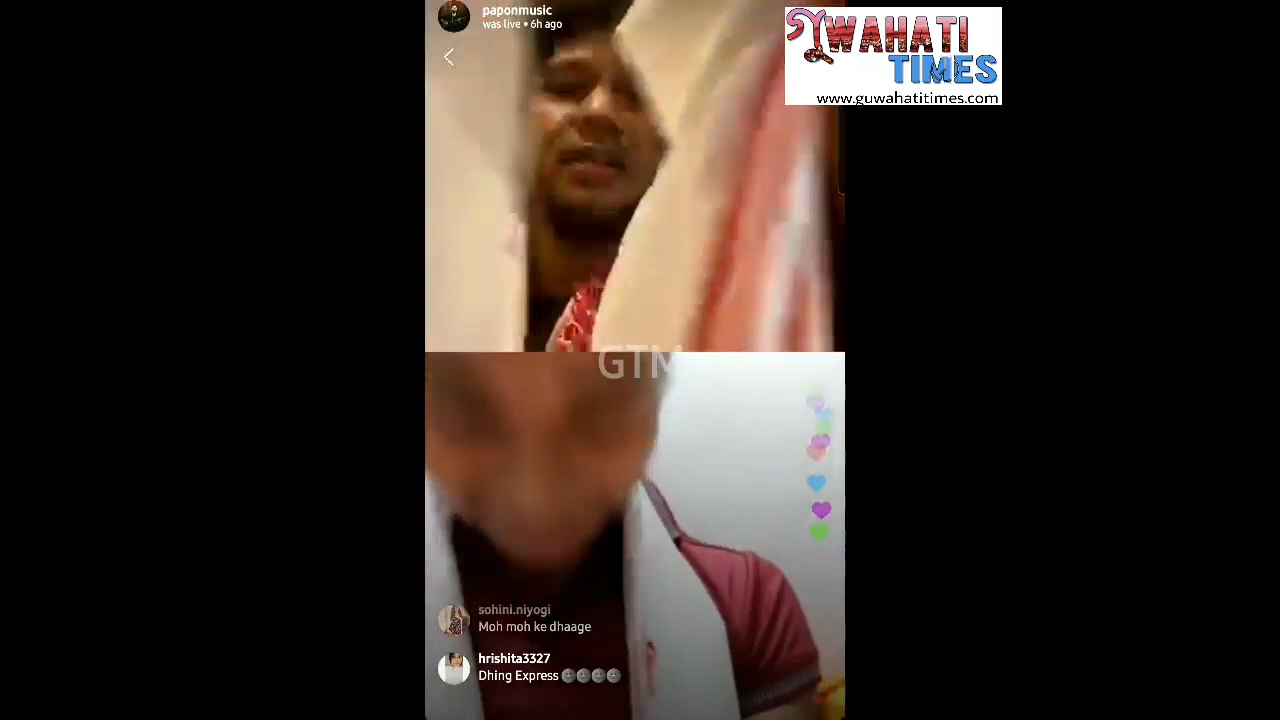 paponmusic
was live • 6h ago
গুWAHATI
TIMES
www.guwahatitimes.com
GTM
sohini.niyogi
Moh moh ke dhaage
hrishita3327
Dhing Express